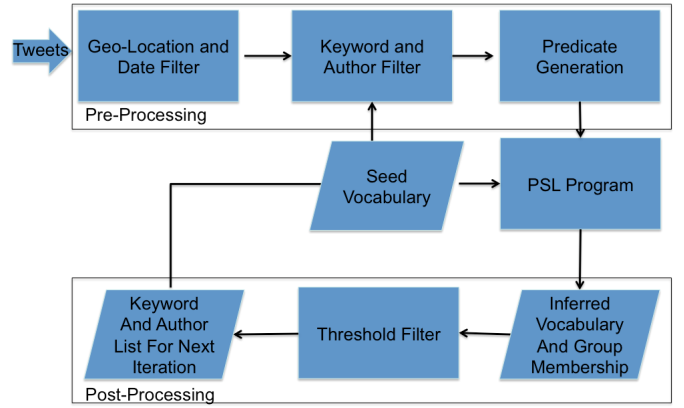 Tweets
Geo-Location and
Date Filter
Keyword and
Author Filter
Predicate
Generation
Pre-Processing
Seed
Vocabulary
PSL Program
Keyword
And Author
List For Next
Iteration
Threshold Filter
Inferred
Vocabulary
And Group
Membership
Post-Processing